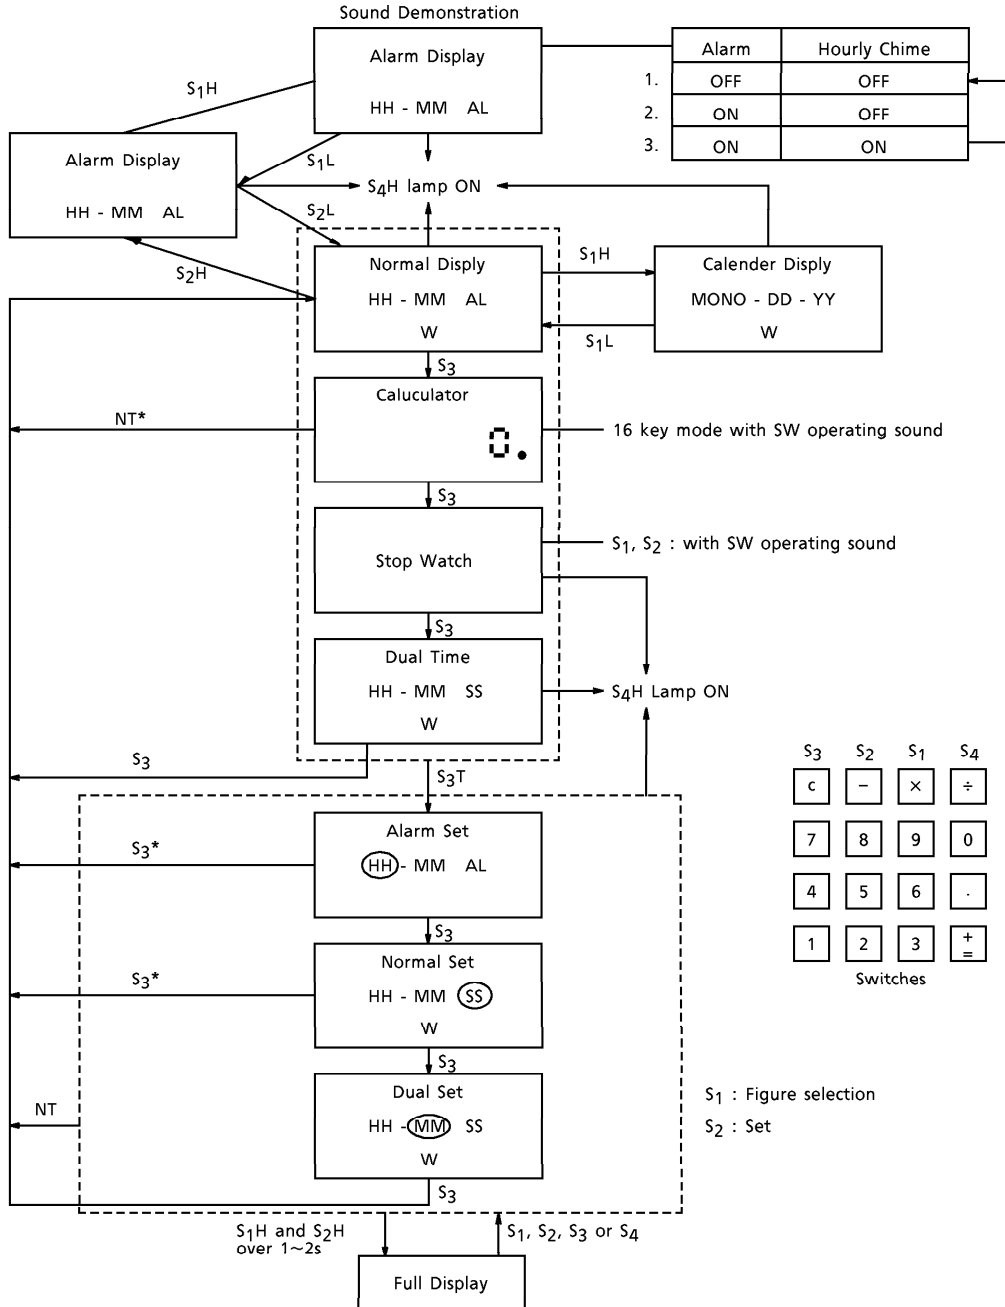 Sound Demonstration
Alarm Display
HH - MM AL
Alarm Hourly Chime
1. OFF OFF
2. ON OFF
3. ON ON
S1H
S1L
Alarm Display
HH - MM AL
S4H lamp ON
S2L
S2H
Normal Display
HH - MM AL
W
S1H
S1L
Calender Disply
MONO - DD - YY
W
S3
Caluculator
0.
NT*
16 key mode with SW operating sound
S3
Stop Watch
S1, S2 : with SW operating sound
S3
Dual Time
HH - MM SS
W
S4H Lamp ON
S3
S3T
S3 S2 S1 S4
c − × ÷
7 8 9 0
4 5 6 .
1 2 3 + =
Switches
Alarm Set
HH - MM AL
S3*
S3
Normal Set
HH - MM SS
W
S3*
S3
Dual Set
HH - MM SS
W
NT
S3
S1 : Figure selection
S2 : Set
S1H and S2H
over 1~2s
S1, S2, S3 or S4
Full Display